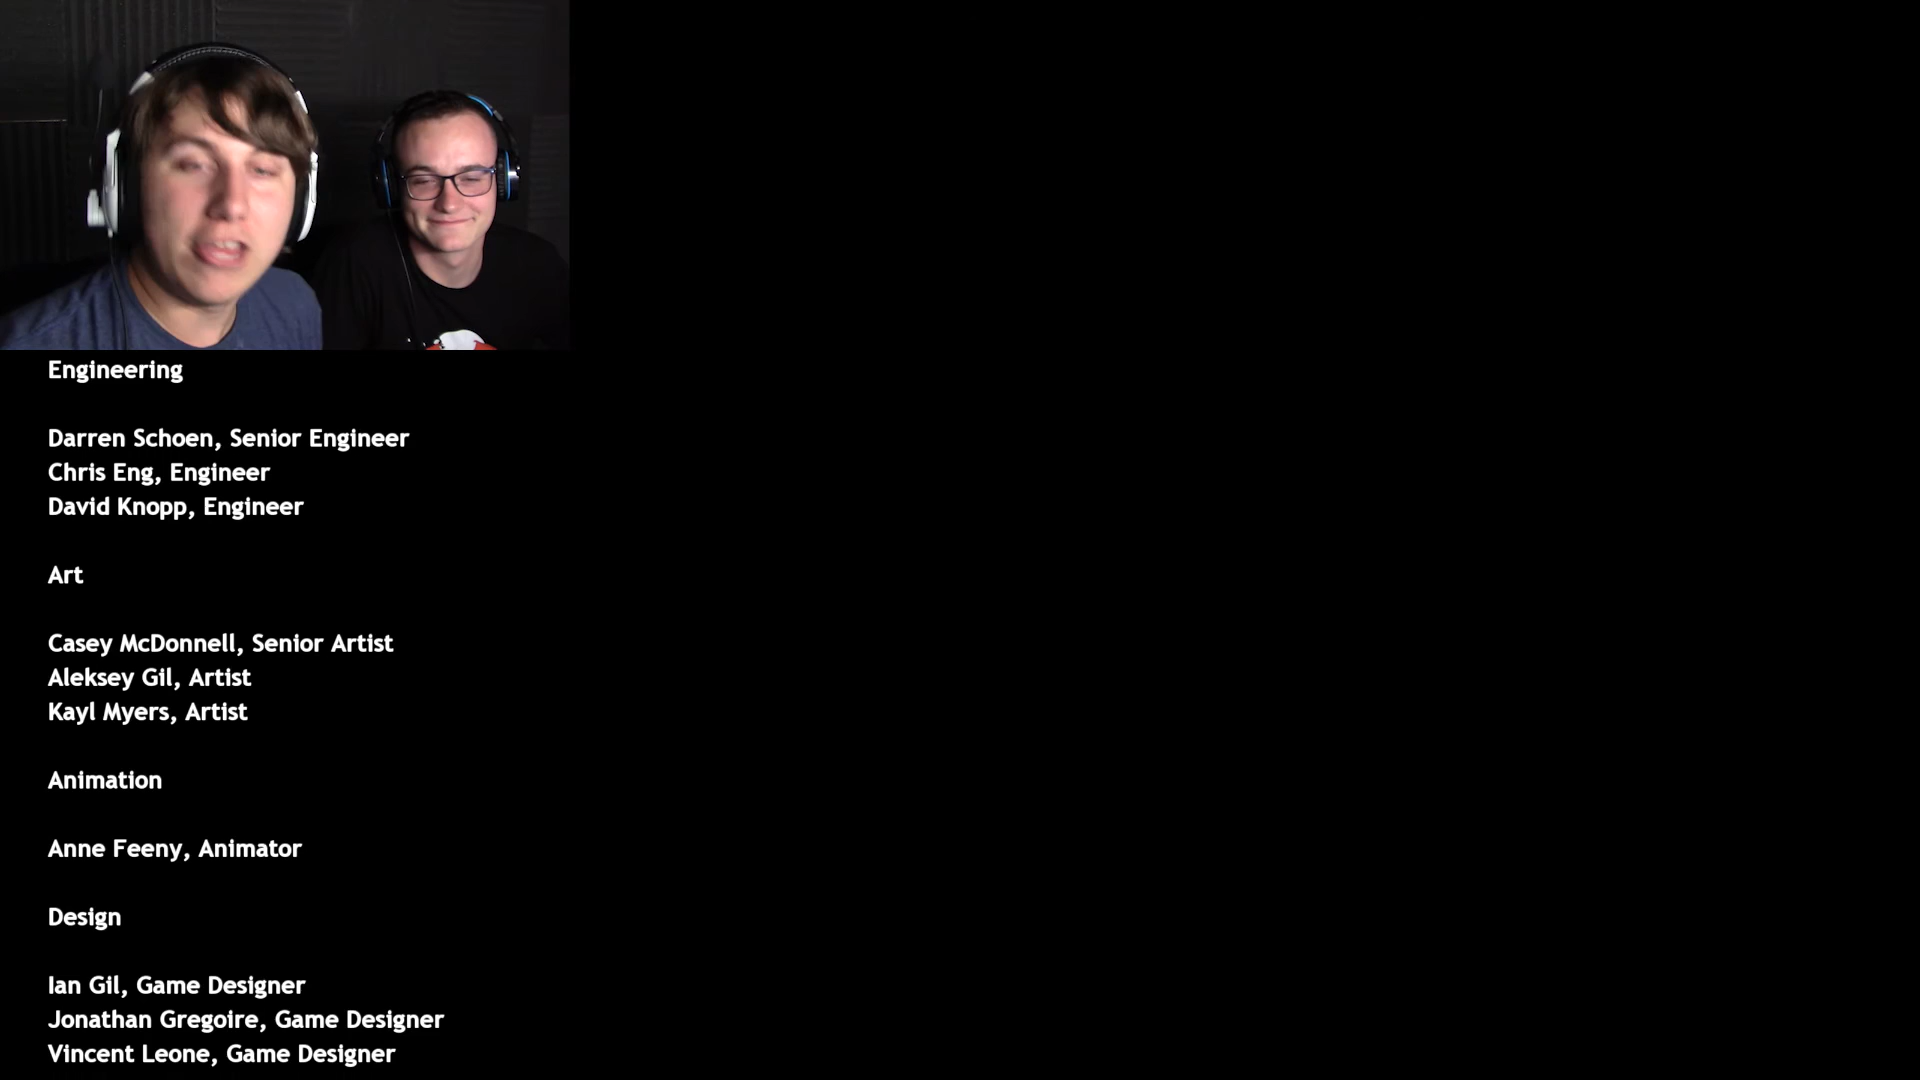 Engineering
Darren Schoen, Senior Engineer
Chris Eng, Engineer
David Knopp, Engineer
Art
Casey McDonnell, Senior Artist
Aleksey Gil, Artist
Kayl Myers, Artist
Animation
Anne Feeny, Animator
Design
Ian Gil, Game Designer
Jonathan Gregoire, Game Designer
Vincent Leone, Game Designer